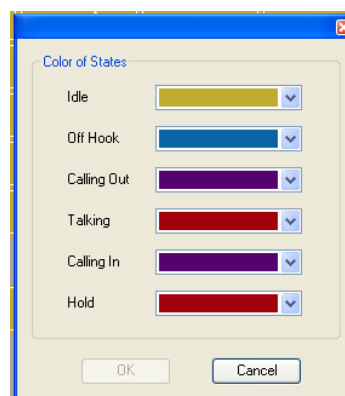 Color of States
Idle
Off Hook
Calling Out
Talking
Calling In
Hold
OK
Cancel